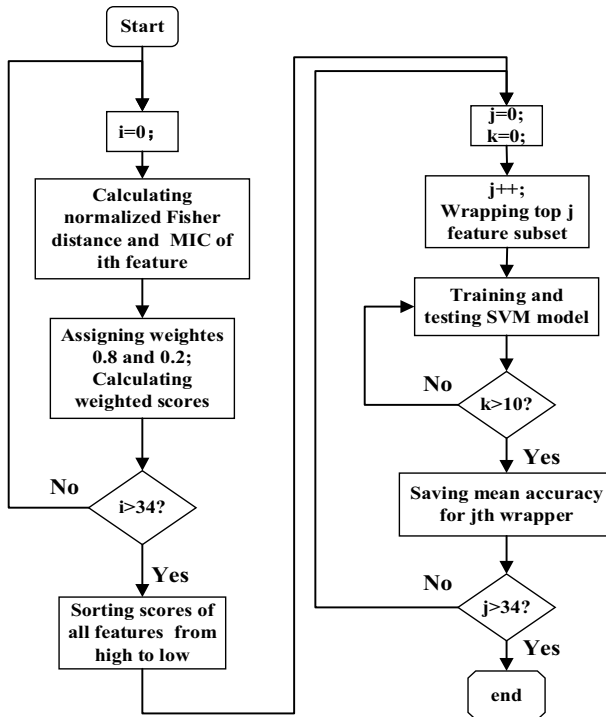 Start
i=0;
Calculating
normalized Fisher
distance and MIC of
ith feature
Assigning weightes
0.8 and 0.2;
Calculating
weighted scores
No
i>34?
Yes
Sorting scores of
all features from
high to low
j=0;
k=0;
j++;
Wrapping top j
feature subset
Training and
testing SVM model
No
k>10?
Yes
Saving mean accuracy
for jth wrapper
No
j>34?
Yes
end